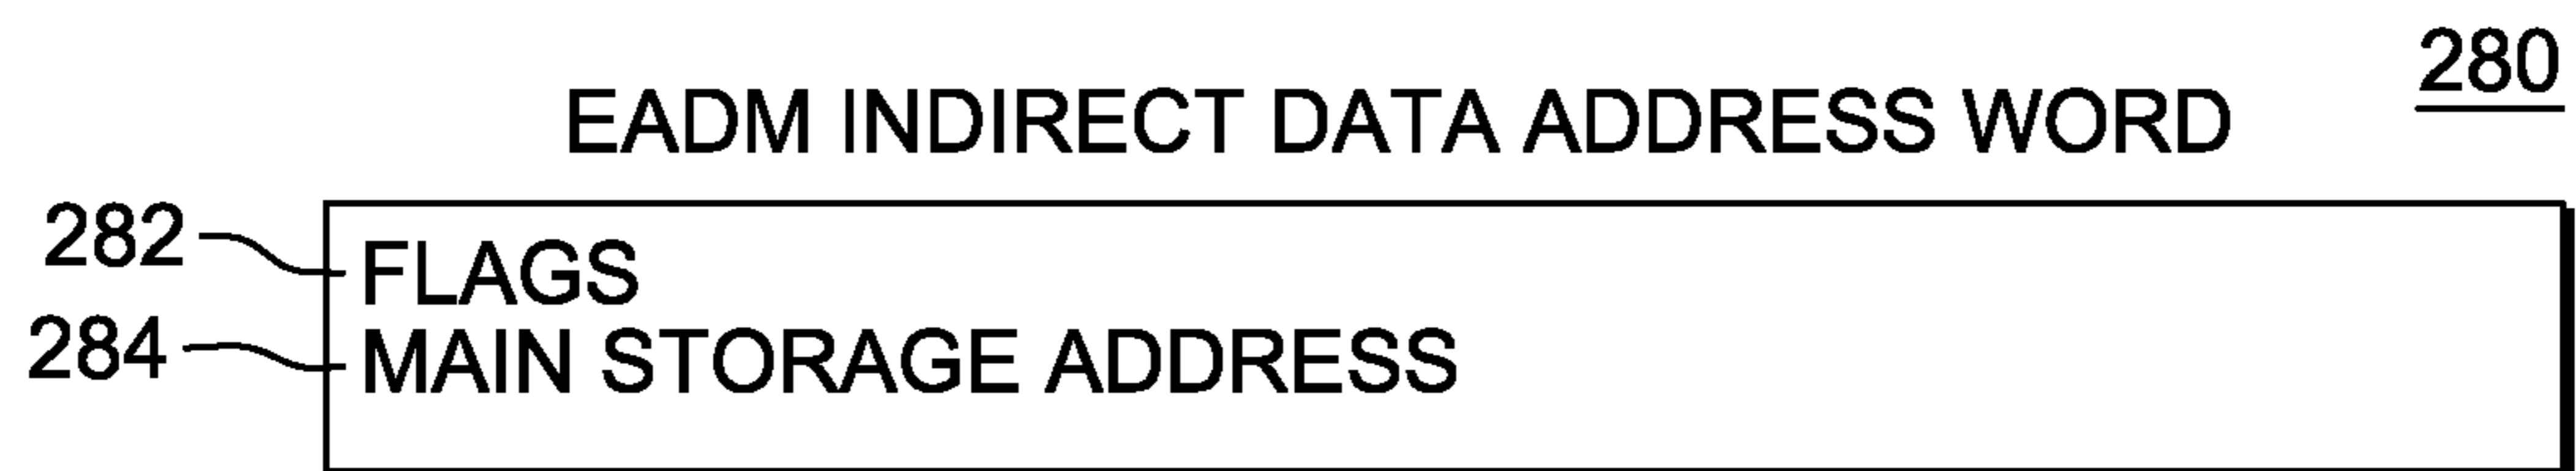 280
EADM INDIRECT DATA ADDRESS WORD
282 FLAGS
284 MAIN STORAGE ADDRESS